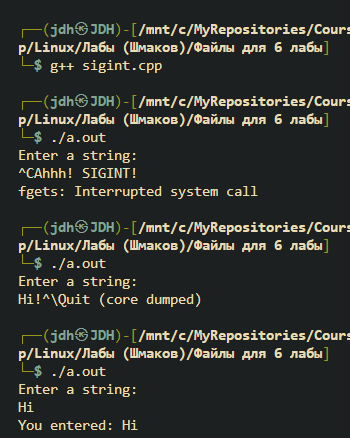 ┌──(jdh㉿JDH)-[/mnt/c/MyRepositories/Cours
p/Linux/Лабы (Шмаков)/Файлы для 6 лабы]
└─$ g++ sigint.cpp
┌──(jdh㉿JDH)-[/mnt/c/MyRepositories/Cours
p/Linux/Лабы (Шмаков)/Файлы для 6 лабы]
└─$ ./a.out
Enter a string:
^CAhhh! SIGINT!
fgets: Interrupted system call
┌──(jdh㉿JDH)-[/mnt/c/MyRepositories/Cours
p/Linux/Лабы (Шмаков)/Файлы для 6 лабы]
└─$ ./a.out
Enter a string:
Hi!^\Quit (core dumped)
┌──(jdh㉿JDH)-[/mnt/c/MyRepositories/Cours
p/Linux/Лабы (Шмаков)/Файлы для 6 лабы]
└─$ ./a.out
Enter a string:
Hi
You entered: Hi